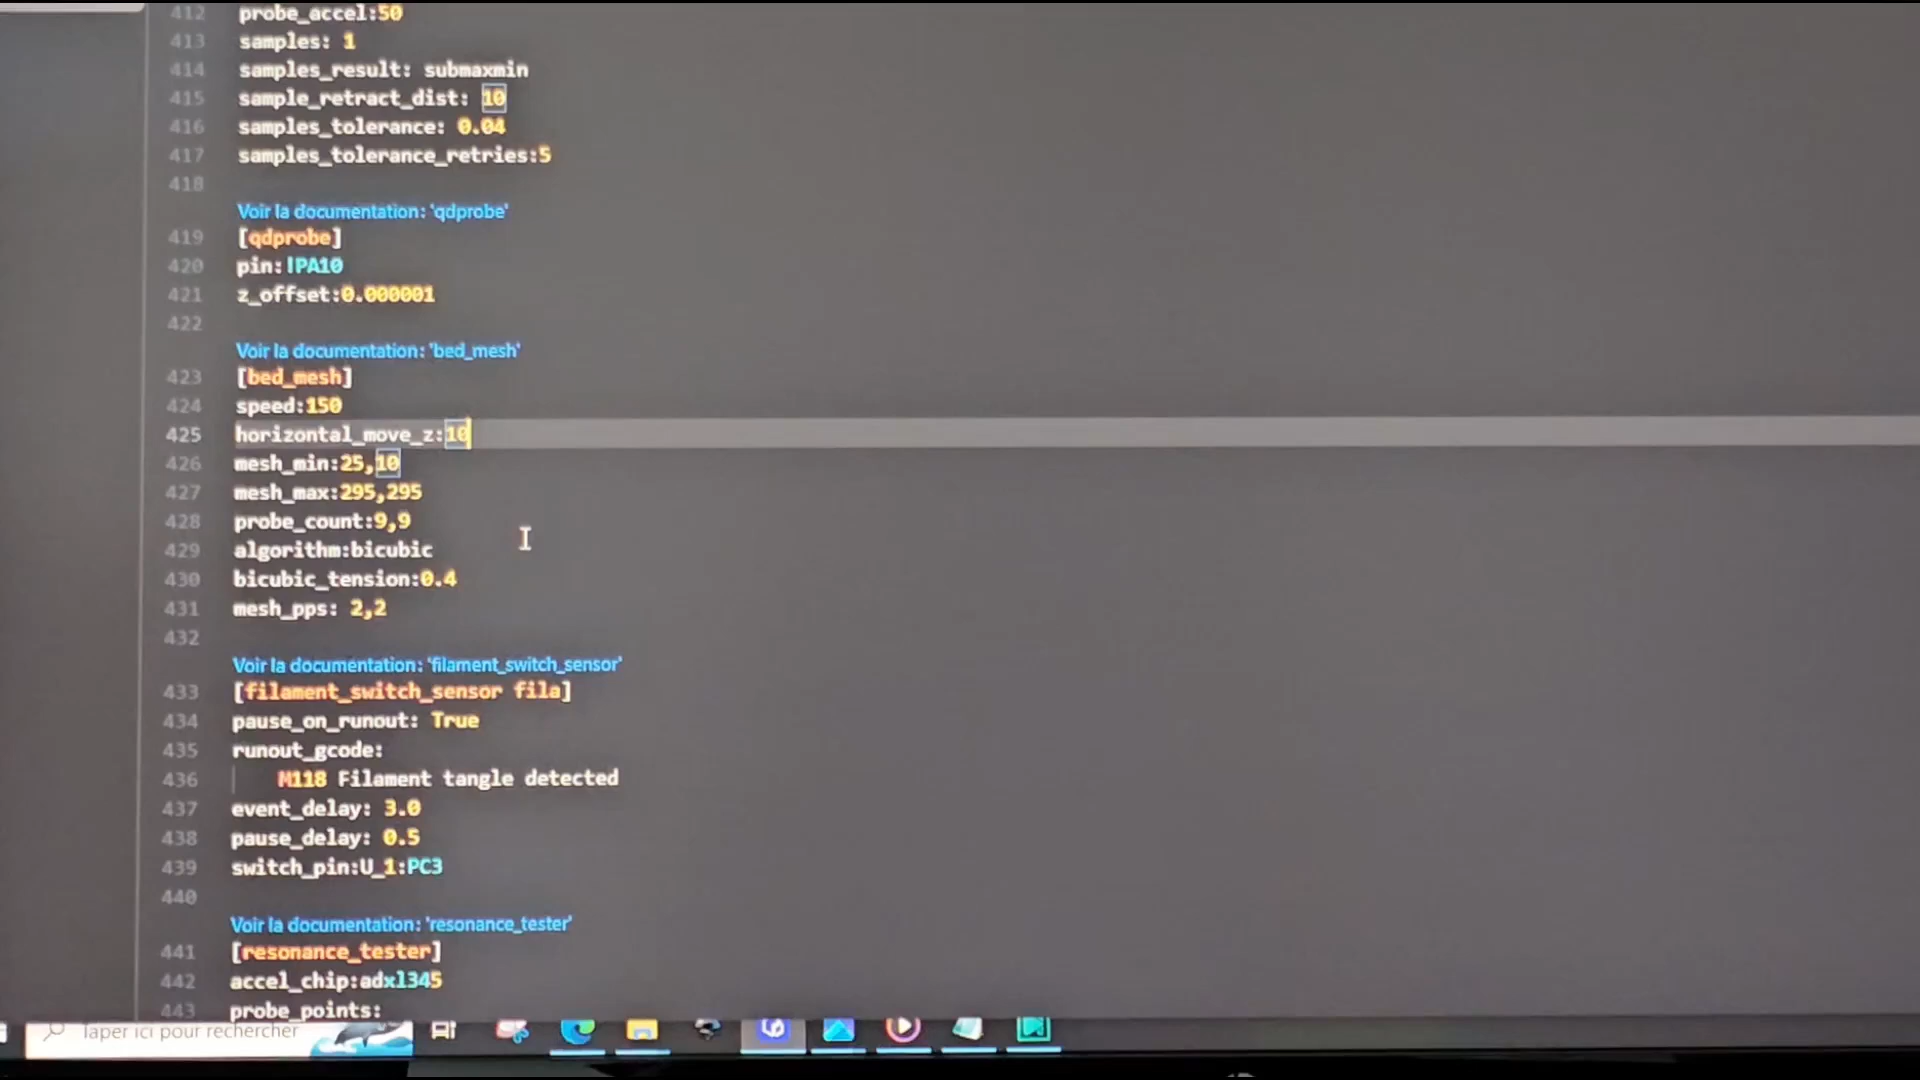 412 probe_accel:50
413 samples: 1
414 samples_result: submaxmin
415 sample_retract_dist: 10
416 samples_tolerance: 0.04
417 samples_tolerance_retries:5
418
Voir la documentation: 'qdprobe'
419 [qdprobe]
420 pin:!PA10
421 z_offset:0.000001
422
Voir la documentation: 'bed_mesh'
423 [bed_mesh]
424 speed:150
425 horizontal_move_z:10
426 mesh_min:25,10
427 mesh_max:295,295
428 probe_count:9,9
429 algorithm:bicubic
430 bicubic_tension:0.4
431 mesh_pps: 2,2
432
Voir la documentation: 'filament_switch_sensor'
433 [filament_switch_sensor fila]
434 pause_on_runout: True
435 runout_gcode:
436 M118 Filament tangle detected
437 event_delay: 3.0
438 pause_delay: 0.5
439 switch_pin:U_1:PC3
440
Voir la documentation: 'resonance_tester'
441 [resonance_tester]
442 accel_chip:adxl345
443 probe_points:
Taper ici pour rechercher